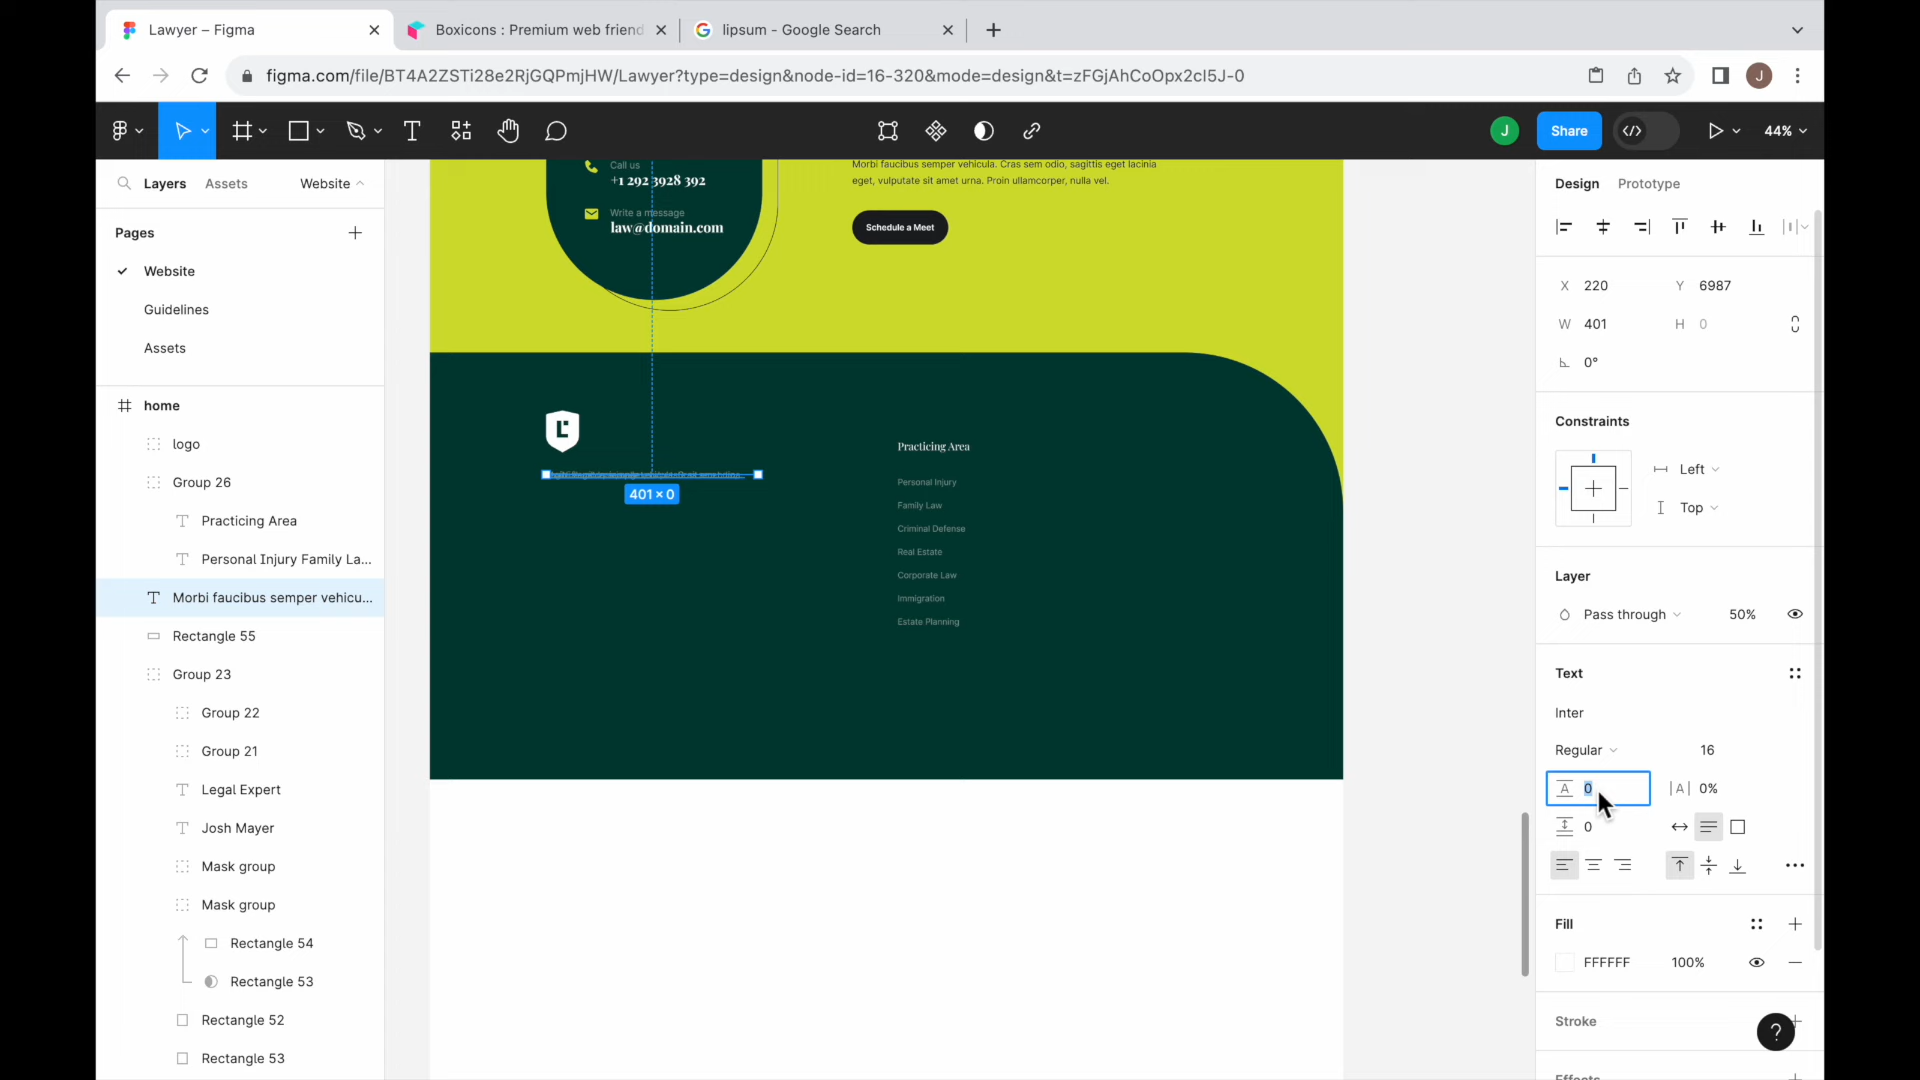 Lawyer – Figma
Boxicons : Premium web friend
lipsum - Google Search
figma.com/file/BT4A2ZSTi28e2RjGQPmjHW/Lawyer?type=design&node-id=16-320&mode=design&t=zFGjAhCoOpx2cI5J-0
J
J
Share
44%
Layers
Assets
Website
Pages
Website
Guidelines
Assets
home
logo
Group 26
Practicing Area
Personal Injury Family La...
Morbi faucibus semper vehicu...
Rectangle 55
Group 23
Group 22
Group 21
Legal Expert
Josh Mayer
Mask group
Mask group
Rectangle 54
Rectangle 53
Rectangle 52
Rectangle 53
Call us
+1 292 3928 392
Write a message
law@domain.com
Morbi faucibus semper vehicula. Cras sem odio, sagittis eget lacinia
eget, vulputate sit amet urna. Proin ullamcorper, nulla vel.
Schedule a Meet
401 × 0
Practicing Area
Personal Injury
Family Law
Criminal Defense
Real Estate
Corporate Law
Immigration
Estate Planning
Design
Prototype
X 220
Y 6987
W 401
H 0
0°
Constraints
Left
Top
Layer
Pass through
50%
Text
Inter
Regular
16
A 0
|A| 0%
0
Fill
FFFFFF
100%
Stroke
?
Effects